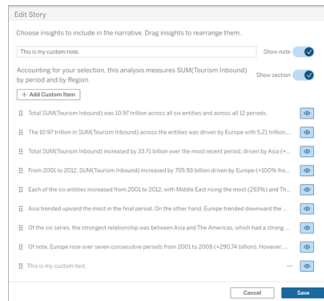 Edit Story
Choose insights to include in the narrative. Drag insights to rearrange them.
This is my custom note.
Show note
Accounting for your selection, this analysis measures SUM(Tourism Inbound)
by period and by Region.
Show section
+ Add Custom Item
Total SUM(Tourism Inbound) was 10.97 trillion across all six entities and across all 12 periods.
The 10.97 trillion in SUM(Tourism Inbound) across the entities was driven by Europe with 5.21 trillion,...
Total SUM(Tourism Inbound) increased by 33.71 billion over the most recent period, driven by Asia (+...
From 2001 to 2012, SUM(Tourism Inbound) increased by 705.93 billion driven by Europe (+100% fro...
Each of the six entities increased from 2001 to 2012, with Middle East rising the most (293%) and Th...
Asia trended upward the most in the final period. On the other hand, Europe trended downward the ...
Of the six series, the strongest relationship was between Asia and The Americas, which had a strong ...
Of note, Europe rose over seven consecutive periods from 2001 to 2008 (+290.74 billion). However, ...
This is my custom text.
Cancel
Save